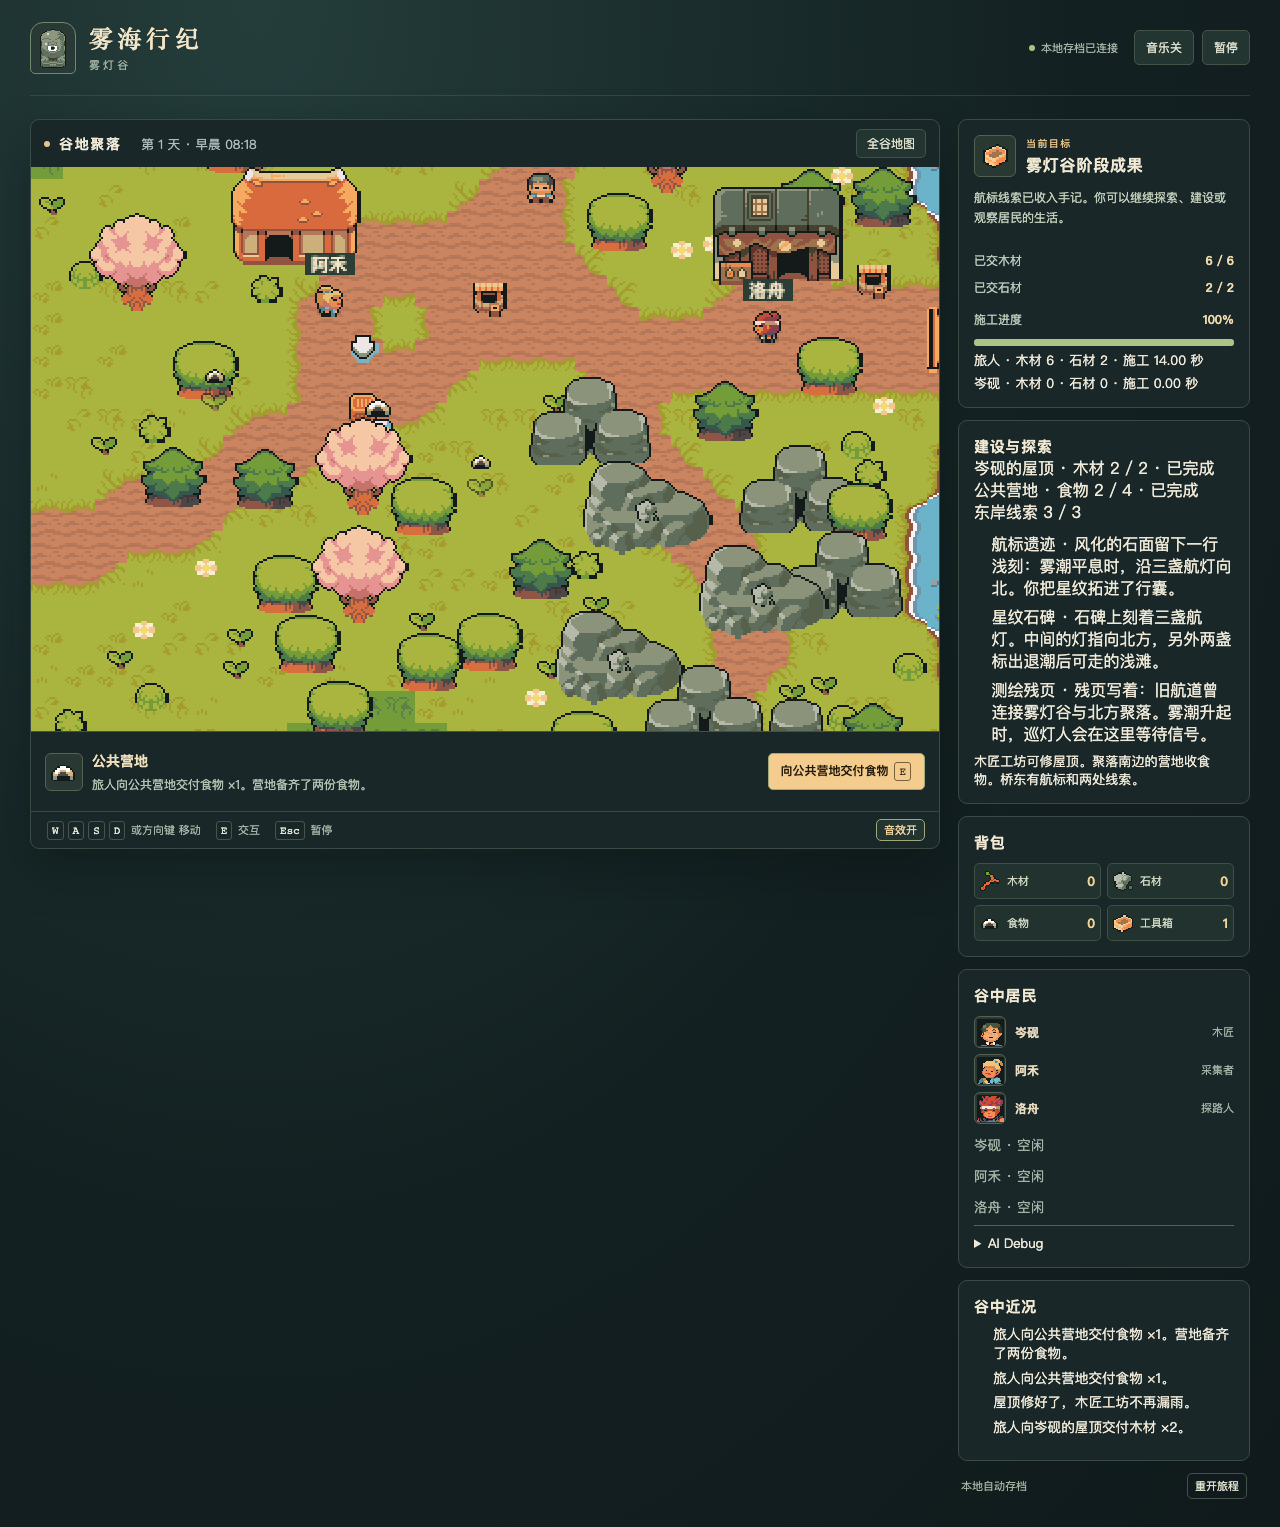 雾海行纪
雾灯谷
本地存档已连接
音乐关
暂停
谷地聚落
第 1 天 · 早晨 08:18
全谷地图
阿禾
洛舟
公共营地
旅人向公共营地交付食物 ×1。营地备齐了两份食物。
向公共营地交付食物 E
W A S D 或方向键 移动 E 交互 Esc 暂停
音效开
当前目标
雾灯谷阶段成果
航标线索已收入手记。你可以继续探索、建设或
观察居民的生活。
已交木材 6 / 6
已交石材 2 / 2
施工进度 100%
旅人 · 木材 6 · 石材 2 · 施工 14.00 秒
岑砚 · 木材 0 · 石材 0 · 施工 0.00 秒
建设与探索
岑砚的屋顶 · 木材 2 / 2 · 已完成
公共营地 · 食物 2 / 4 · 已完成
东岸线索 3 / 3
航标遗迹 · 风化的石面留下一行
浅刻：雾潮平息时，沿三盏航灯向
北。你把星纹拓进了行囊。
星纹石碑 · 石碑上刻着三盏航
灯。中间的灯指向北方，另外两盏
标出退潮后可走的浅滩。
测绘残页 · 残页写着：旧航道曾
连接雾灯谷与北方聚落。雾潮升起
时，巡灯人会在这里等待信号。
木匠工坊可修屋顶。聚落南边的营地收食
物。桥东有航标和两处线索。
背包
木材 0
石材 0
食物 0
工具箱 1
谷中居民
岑砚 木匠
阿禾 采集者
洛舟 探路人
岑砚 · 空闲
阿禾 · 空闲
洛舟 · 空闲
AI Debug
谷中近况
旅人向公共营地交付食物 ×1。营地备齐
了两份食物。
旅人向公共营地交付食物 ×1。
屋顶修好了，木匠工坊不再漏雨。
旅人向岑砚的屋顶交付木材 ×2。
本地自动存档
重开旅程